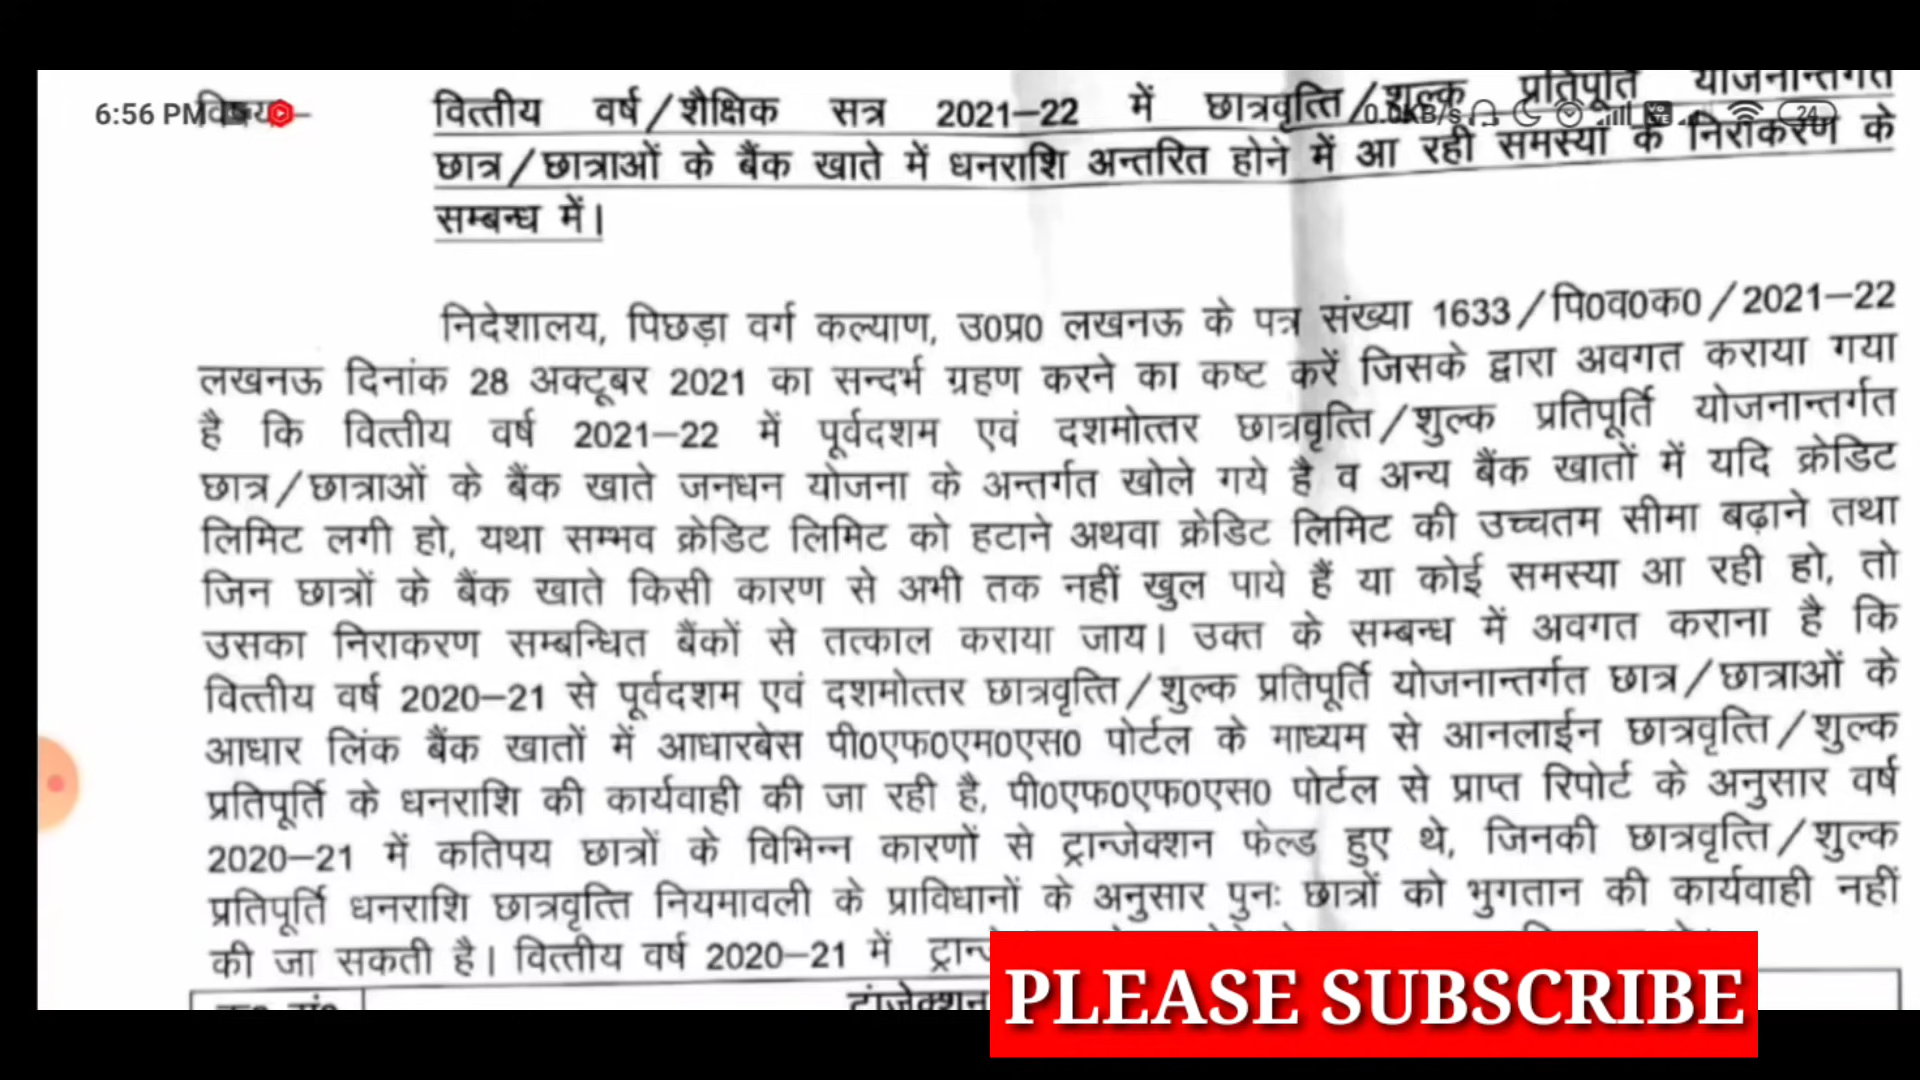 6:56 PM
0.0KB/s
24
विषय–
वित्तीय वर्ष/शैक्षिक सत्र 2021–22 में छात्रवृत्ति/शुल्क प्रतिपूर्ति योजनान्तर्गत
छात्र/छात्राओं के बैंक खाते में धनराशि अन्तरित होने में आ रही समस्या के निराकरण के
सम्बन्ध में।
निदेशालय, पिछड़ा वर्ग कल्याण, उ0प्र0 लखनऊ के पत्र संख्या 1633/पि0व0क0/2021–22
लखनऊ दिनांक 28 अक्टूबर 2021 का सन्दर्भ ग्रहण करने का कष्ट करें जिसके द्वारा अवगत कराया गया
है कि वित्तीय वर्ष 2021–22 में पूर्वदशम एवं दशमोत्तर छात्रवृत्ति/शुल्क प्रतिपूर्ति योजनान्तर्गत
छात्र/छात्राओं के बैंक खाते जनधन योजना के अन्तर्गत खोले गये है व अन्य बैंक खातों में यदि क्रेडिट
लिमिट लगी हो, यथा सम्भव क्रेडिट लिमिट को हटाने अथवा क्रेडिट लिमिट की उच्चतम सीमा बढ़ाने तथा
जिन छात्रों के बैंक खाते किसी कारण से अभी तक नहीं खुल पाये हैं या कोई समस्या आ रही हो, तो
उसका निराकरण सम्बन्धित बैंकों से तत्काल कराया जाय। उक्त के सम्बन्ध में अवगत कराना है कि
वित्तीय वर्ष 2020–21 से पूर्वदशम एवं दशमोत्तर छात्रवृत्ति/शुल्क प्रतिपूर्ति योजनान्तर्गत छात्र/छात्राओं के
आधार लिंक बैंक खातों में आधारबेस पी0एफ0एम0एस0 पोर्टल के माध्यम से आनलाईन छात्रवृत्ति/शुल्क
प्रतिपूर्ति के धनराशि की कार्यवाही की जा रही है, पी0एफ0एफ0एस0 पोर्टल से प्राप्त रिपोर्ट के अनुसार वर्ष
2020–21 में कतिपय छात्रों के विभिन्न कारणों से ट्रान्जेक्शन फेल्ड हुए थे, जिनकी छात्रवृत्ति/शुल्क
प्रतिपूर्ति धनराशि छात्रवृत्ति नियमावली के प्राविधानों के अनुसार पुनः छात्रों को भुगतान की कार्यवाही नहीं
की जा सकती है। वित्तीय वर्ष 2020–21 में
PLEASE SUBSCRIBE